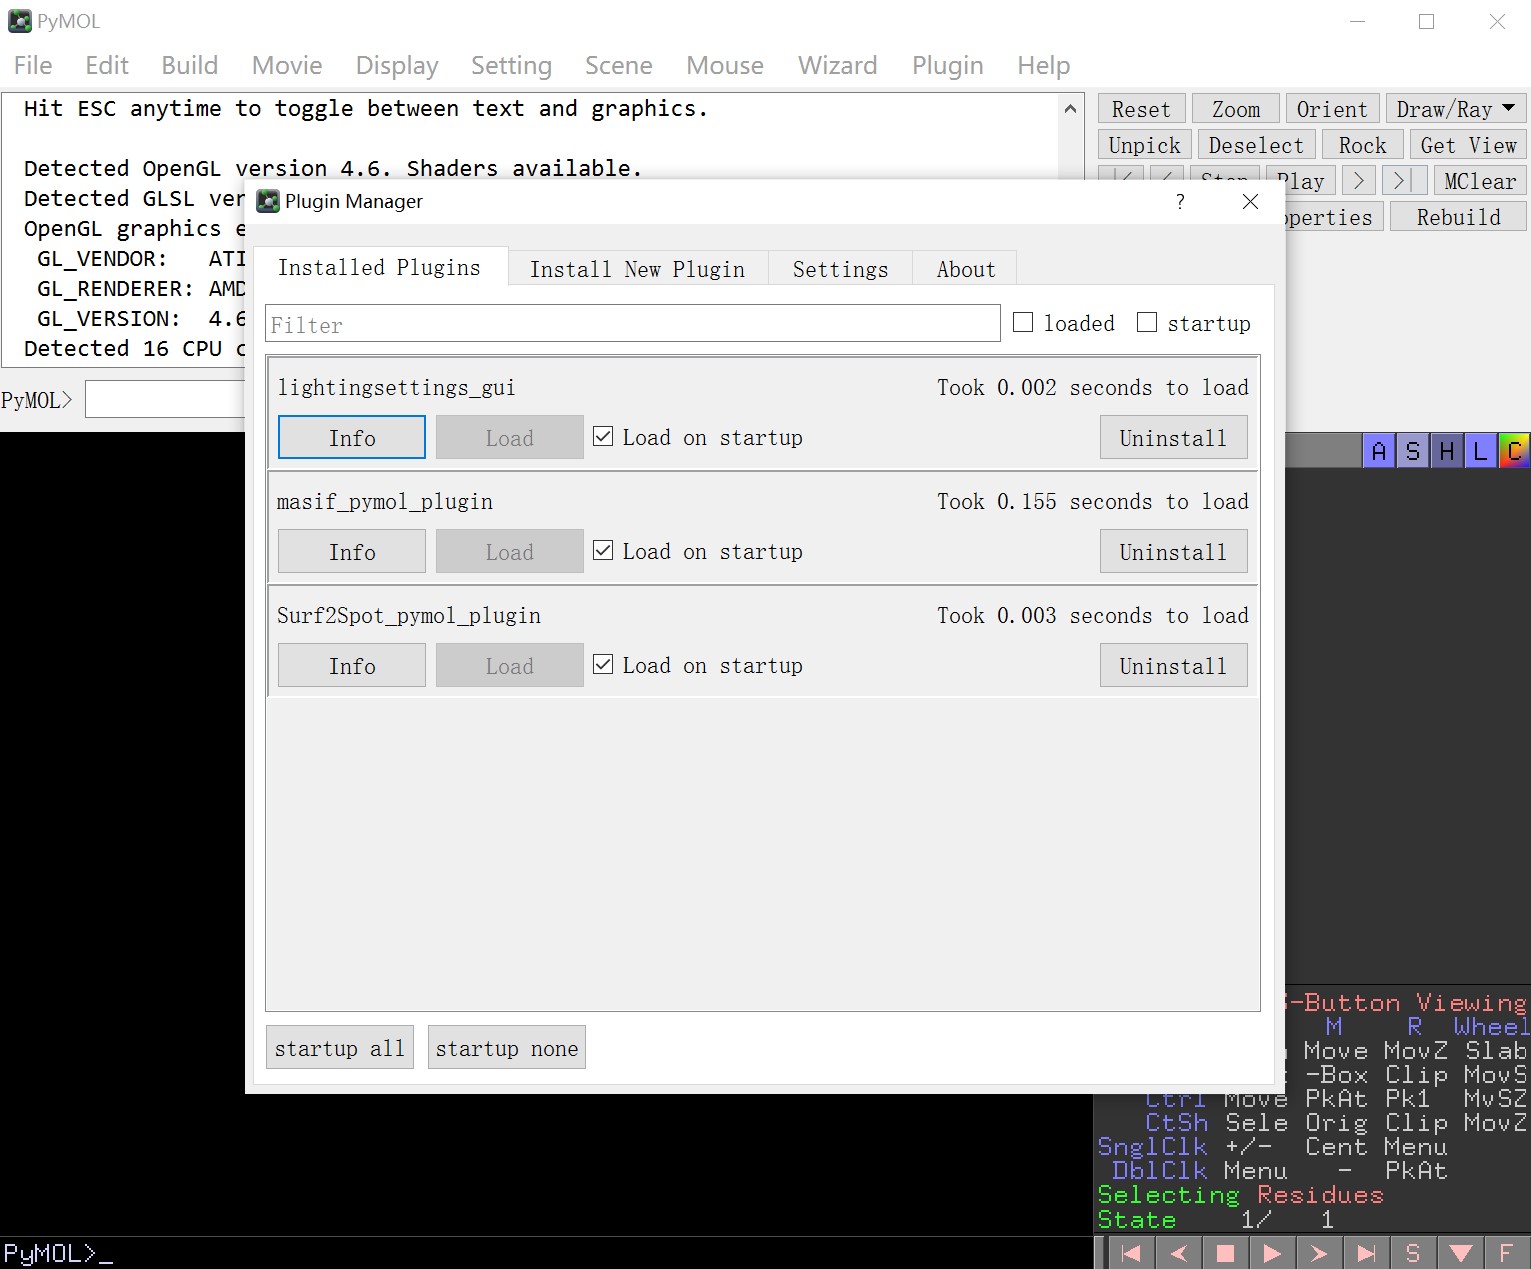 PyMOL
File Edit Build Movie Display Setting Scene Mouse Wizard Plugin Help
Hit ESC anytime to toggle between text and graphics.
Detected OpenGL version 4.6. Shaders available.
Detected GLSL ver
OpenGL graphics e
GL_VENDOR: ATI
GL_RENDERER: AMD
GL_VERSION: 4.6
Detected 16 CPU c
PyMOL>
Reset Zoom Orient Draw/Ray
Unpick Deselect Rock Get View
|< < Stop Play > >| MClear
perties Rebuild
Plugin Manager ?
Installed Plugins Install New Plugin Settings About
Filter loaded startup
lightingsettings_gui Took 0.002 seconds to load
Info Load Load on startup Uninstall
masif_pymol_plugin Took 0.155 seconds to load
Info Load Load on startup Uninstall
Surf2Spot_pymol_plugin Took 0.003 seconds to load
Info Load Load on startup Uninstall
startup all startup none
A S H L C
-Button Viewing
M R Wheel
Move MovZ Slab
-Box Clip MovS
Ctrl Move PkAt Pk1 MvSZ
CtSh Sele Orig Clip MovZ
SnglClk +/- Cent Menu
DblClk Menu - PkAt
Selecting Residues
State 1/ 1
PyMOL>_
S F